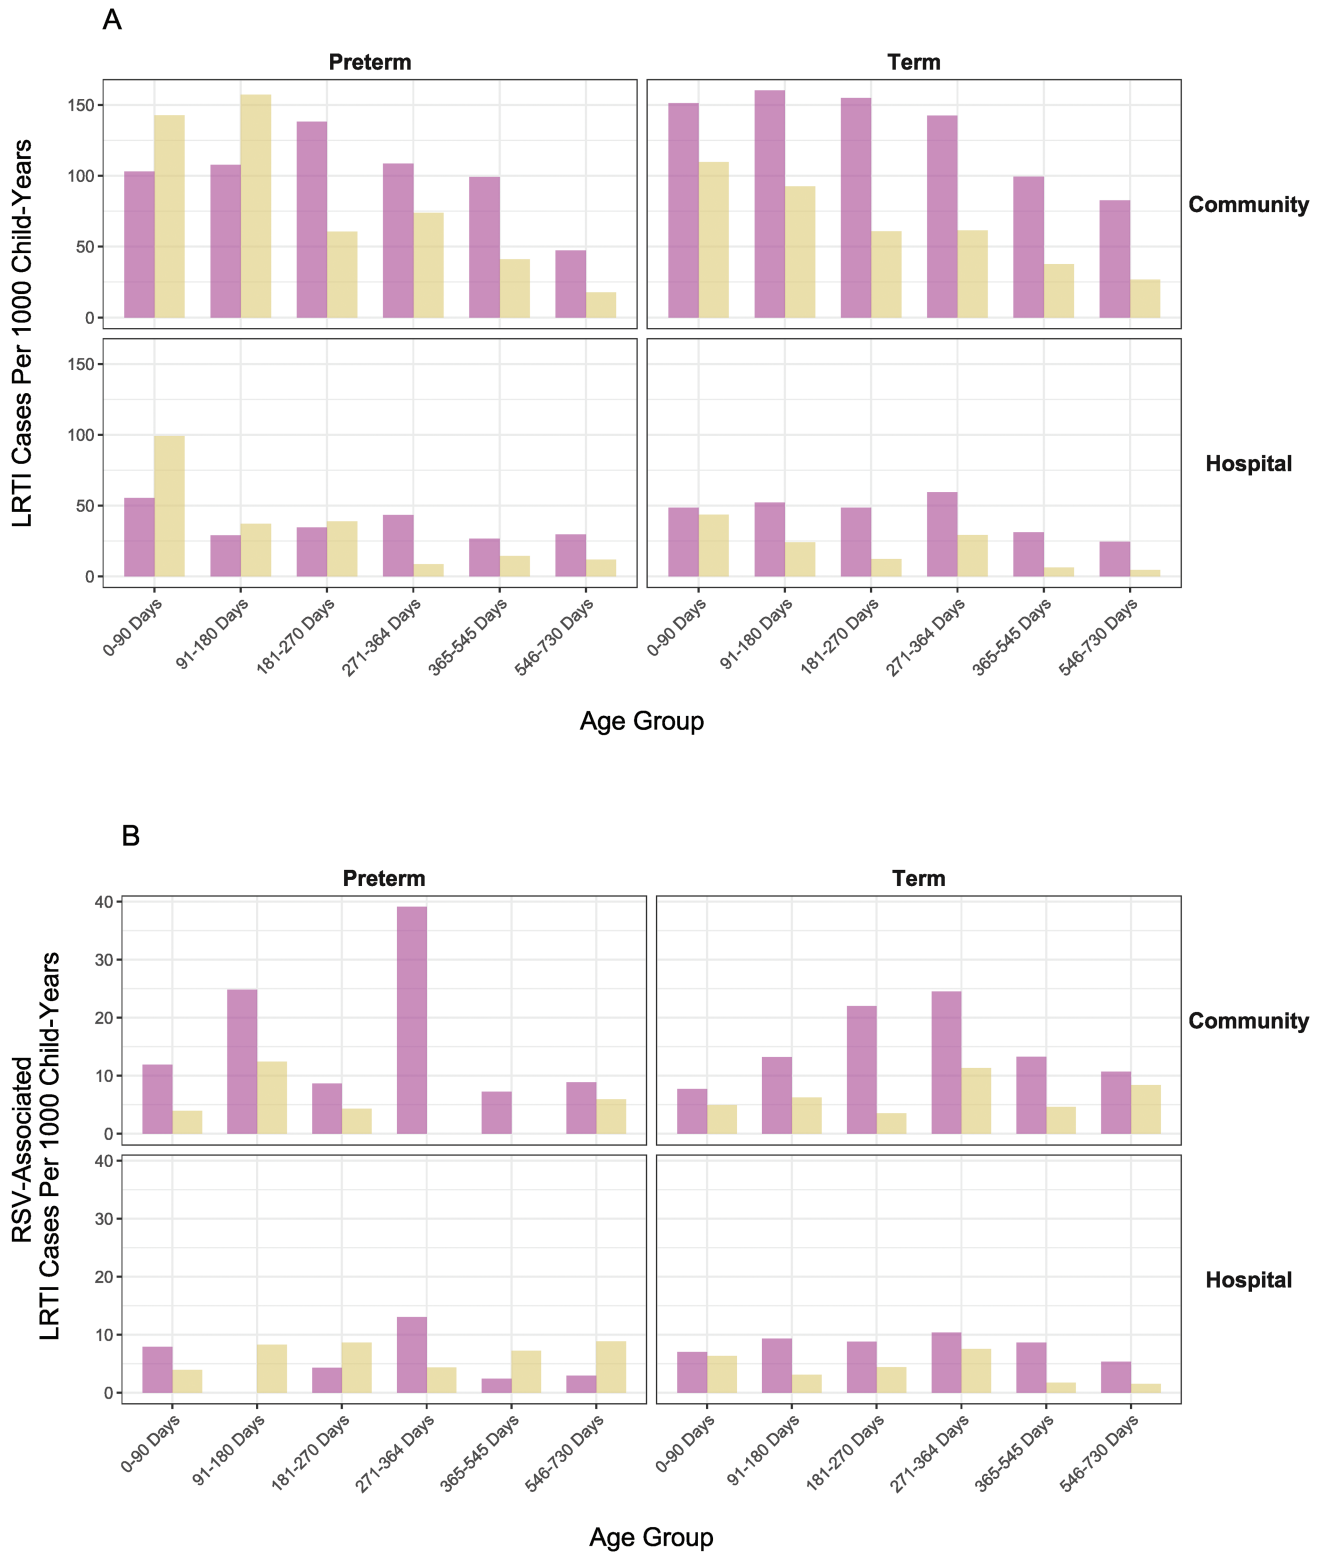 A
Preterm
Term
LRTI Cases Per 1000 Child-Years
150
100
50
0
Community
150
100
50
0
Hospital
0-90 Days
91-180 Days
181-270 Days
271-364 Days
365-545 Days
546-730 Days
0-90 Days
91-180 Days
181-270 Days
271-364 Days
365-545 Days
546-730 Days
Age Group
B
Preterm
Term
RSV-Associated
LRTI Cases Per 1000 Child-Years
40
30
20
10
0
Community
40
30
20
10
0
Hospital
0-90 Days
91-180 Days
181-270 Days
271-364 Days
365-545 Days
546-730 Days
0-90 Days
91-180 Days
181-270 Days
271-364 Days
365-545 Days
546-730 Days
Age Group